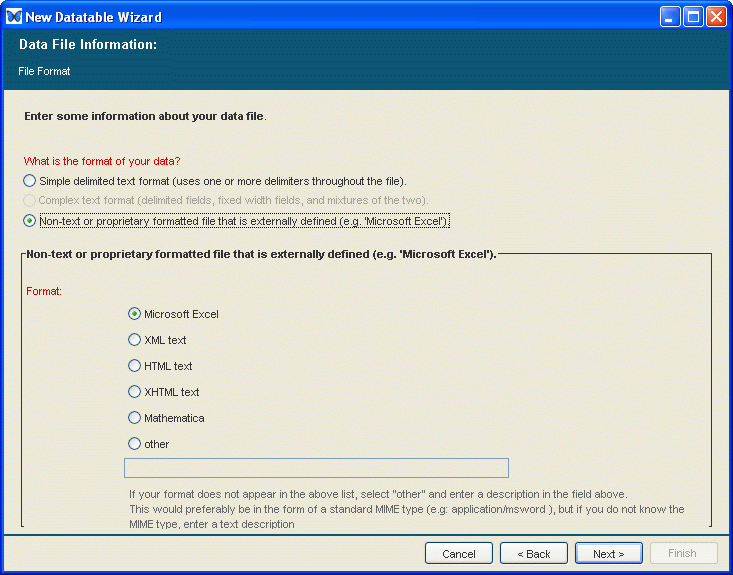 New Datatable Wizard
Data File Information:
File Format
Enter some information about your data file.
What is the format of your data?
Simple delimited text format (uses one or more delimiters throughout the file).
Complex text format (delimited fields, fixed width fields, and mixtures of the two).
Non-text or proprietary formatted file that is externally defined (e.g. 'Microsoft Excel').
Non-text or proprietary formatted file that is externally defined (e.g. 'Microsoft Excel').
Format:
Microsoft Excel
XML text
HTML text
XHTML text
Mathematica
other
If your format does not appear in the above list, select "other" and enter a description in the field above.
This would preferably be in the form of a standard MIME type (e.g: application/msword ), but if you do not know the
MIME type, enter a text description
Cancel
< Back
Next >
Finish